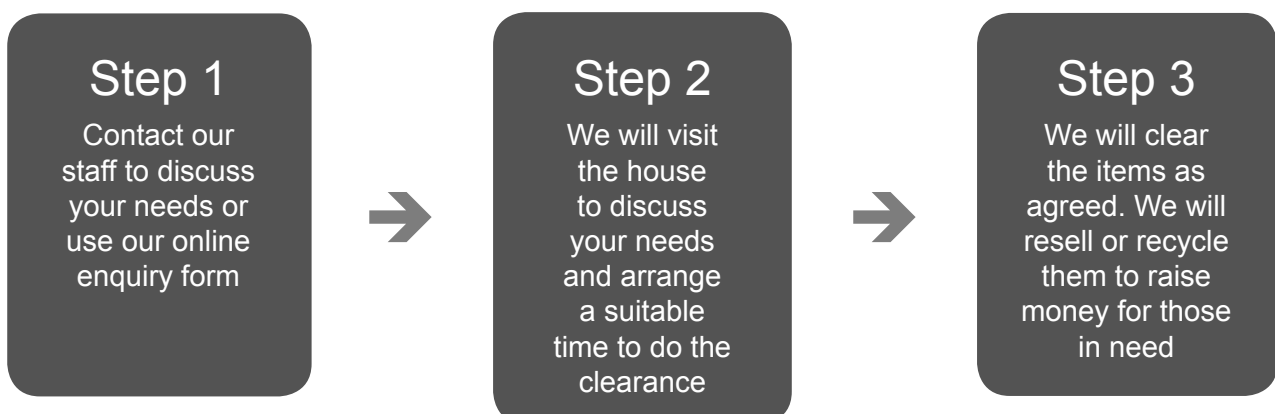 Step 1
Contact our
staff to discuss
your needs or
use our online
enquiry form
Step 2
We will visit
the house
to discuss
your needs
and arrange
a suitable
time to do the
clearance
Step 3
We will clear
the items as
agreed. We will
resell or recycle
them to raise
money for those
in need